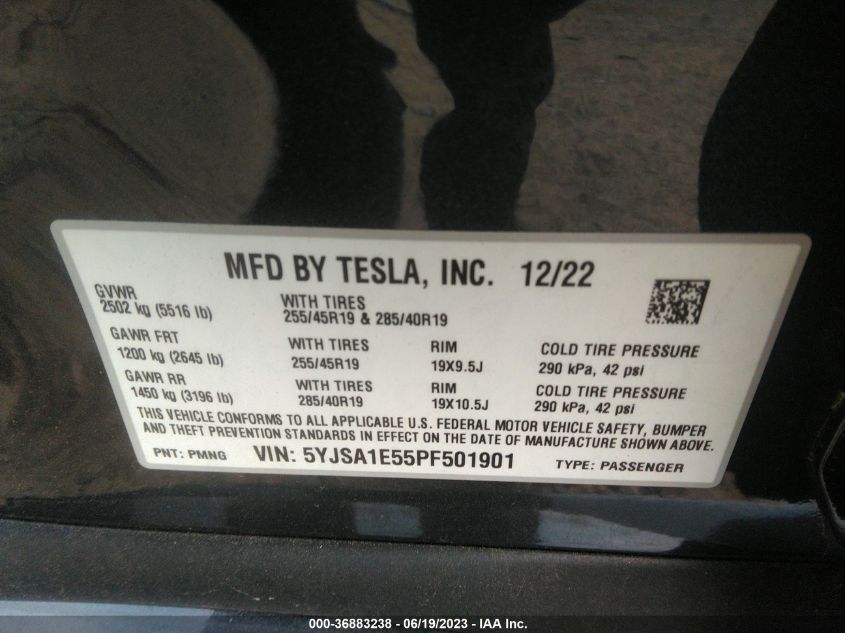 MFD BY TESLA, INC. 12/22
GVWR
2502 kg (5516 lb)
WITH TIRES
255/45R19 & 285/40R19
GAWR FRT
1200 kg (2645 lb)
WITH TIRES
255/45R19
RIM
19X9.5J
COLD TIRE PRESSURE
290 kPa, 42 psi
GAWR RR
1450 kg (3196 lb)
WITH TIRES
285/40R19
RIM
19X10.5J
COLD TIRE PRESSURE
290 kPa, 42 psi
THIS VEHICLE CONFORMS TO ALL APPLICABLE U.S. FEDERAL MOTOR VEHICLE SAFETY, BUMPER
AND THEFT PREVENTION STANDARDS IN EFFECT ON THE DATE OF MANUFACTURE SHOWN ABOVE.
PNT: PMNG VIN: 5YJSA1E55PF501901 TYPE: PASSENGER
000-36883238 - 06/19/2023 - IAA Inc.